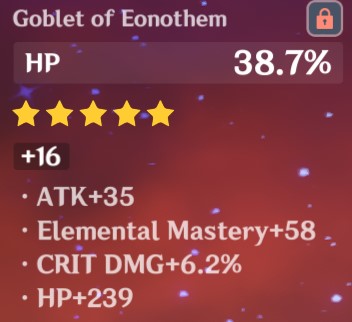 Goblet of Eonothem
HP 38.7%
+16
· ATK+35
· Elemental Mastery+58
· CRIT DMG+6.2%
· HP+239